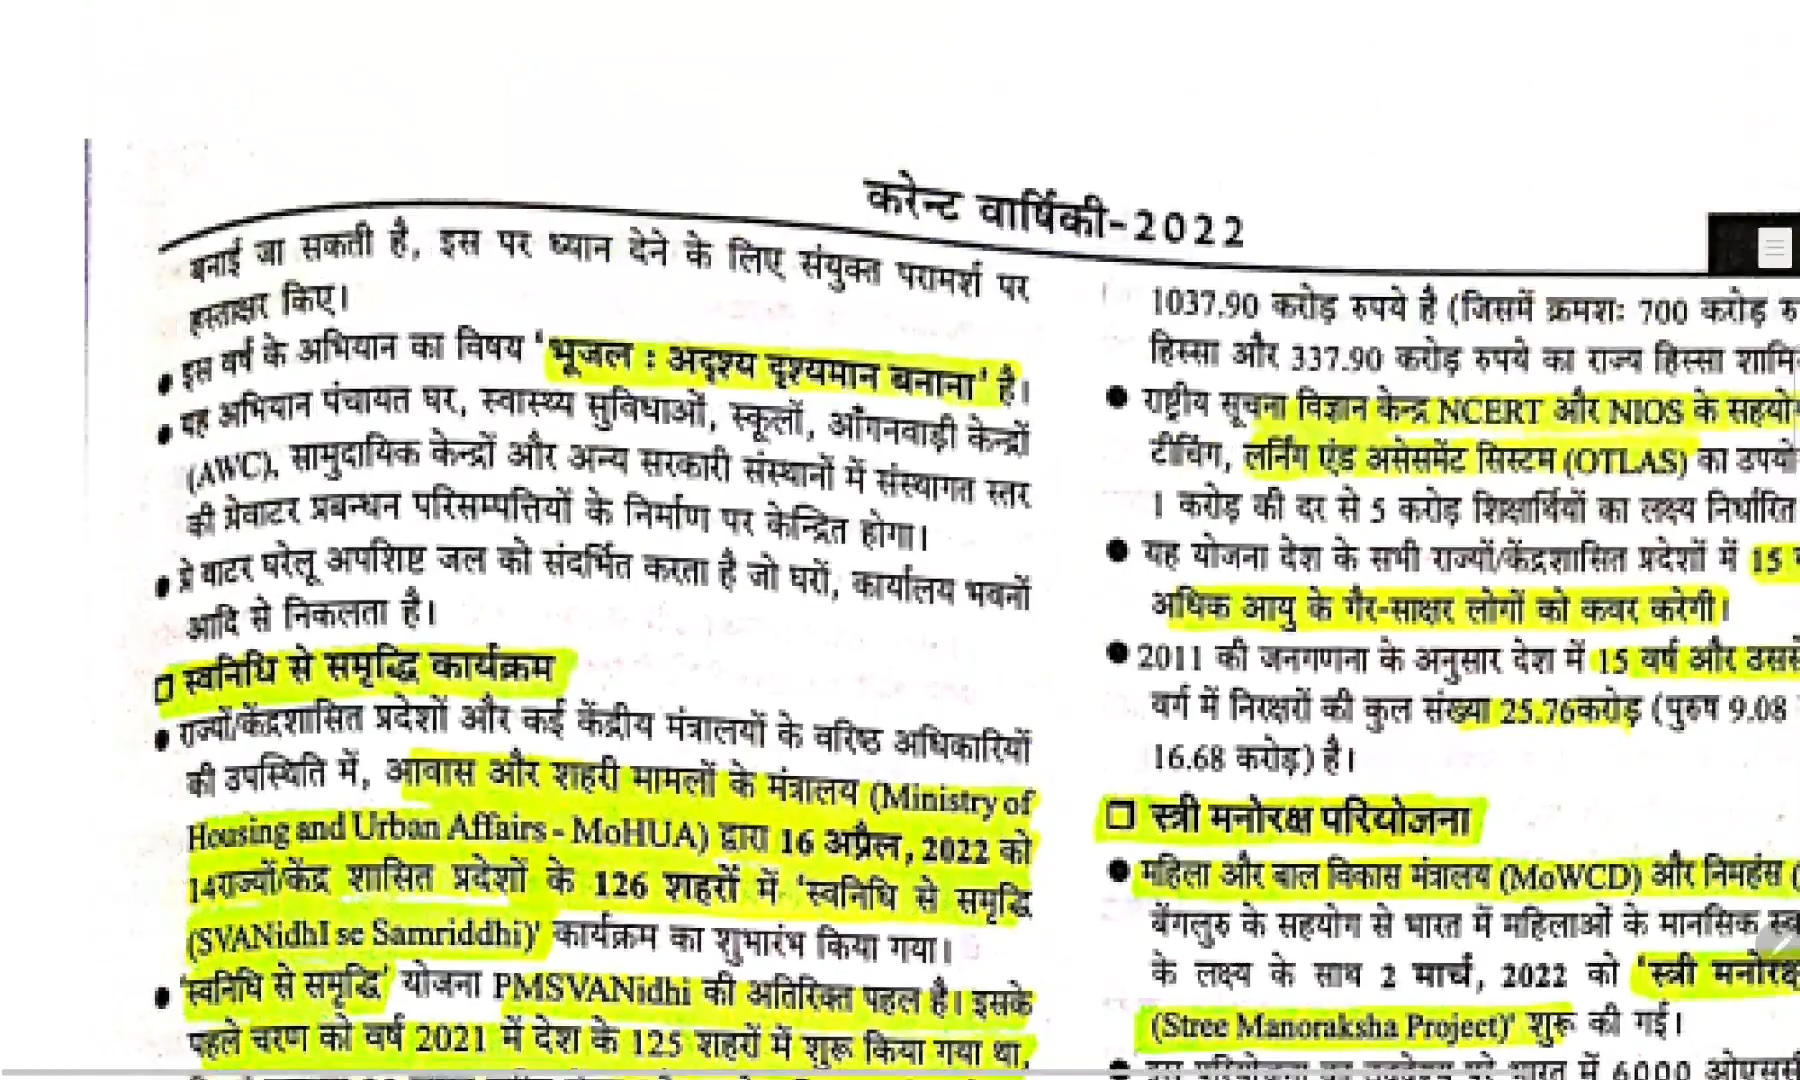 करेन्ट वार्षिकी-2022
बनाई जा सकती है, इस पर ध्यान देने के लिए संयुक्त परामर्श पर
हस्ताक्षर किए।
● इस वर्ष के अभियान का विषय 'भूजल : अदृश्य दृश्यमान बनाना' है।
● यह अभियान पंचायत घर, स्वास्थ्य सुविधाओं, स्कूलों, आँगनवाड़ी केन्द्रों
(AWC), सामुदायिक केन्द्रों और अन्य सरकारी संस्थानों में संस्थागत स्तर
की ग्रेवाटर प्रबन्धन परिसम्पत्तियों के निर्माण पर केन्द्रित होगा।
● ग्रे वाटर घरेलू अपशिष्ट जल को संदर्भित करता है जो घरों, कार्यालय भवनों
आदि से निकलता है।
❒ स्वनिधि से समृद्धि कार्यक्रम
● राज्यों/केंद्रशासित प्रदेशों और कई केंद्रीय मंत्रालयों के वरिष्ठ अधिकारियों
की उपस्थिति में, आवास और शहरी मामलों के मंत्रालय (Ministry of
Housing and Urban Affairs - MoHUA) द्वारा 16 अप्रैल, 2022 को
14राज्यों/केंद्र शासित प्रदेशों के 126 शहरों में 'स्वनिधि से समृद्धि
(SVANidhI se Samriddhi)' कार्यक्रम का शुभारंभ किया गया।
● 'स्वनिधि से समृद्धि' योजना PMSVANidhi की अतिरिक्त पहल है। इसके
पहले चरण को वर्ष 2021 में देश के 125 शहरों में शुरू किया गया था,
1037.90 करोड़ रुपये है (जिसमें क्रमशः 700 करोड़
हिस्सा और 337.90 करोड़ रुपये का राज्य हिस्सा
● राष्ट्रीय सूचना विज्ञान केन्द्र NCERT और NIOS के
टीचिंग, लर्निंग एंड असेसमेंट सिस्टम (OTLAS) का
1 करोड़ की दर से 5 करोड़ शिक्षार्थियों का लक्ष्य निर्धारित
● यह योजना देश के सभी राज्यों/केंद्रशासित प्रदेशों में 15
अधिक आयु के गैर-साक्षर लोगों को कवर करेगी।
● 2011 की जनगणना के अनुसार देश में 15 वर्ष और
वर्ग में निरक्षरों की कुल संख्या 25.76करोड़ (पुरुष 9.08
16.68 करोड़) है।
❒ स्त्री मनोरक्ष परियोजना
● महिला और बाल विकास मंत्रालय (MoWCD) और निमहंस (
बेंगलुरु के सहयोग से भारत में महिलाओं के मानसिक
के लक्ष्य के साथ 2 मार्च, 2022 को 'स्त्री
(Stree Manoraksha Project)' शुरू की गई।
भारत में 6000